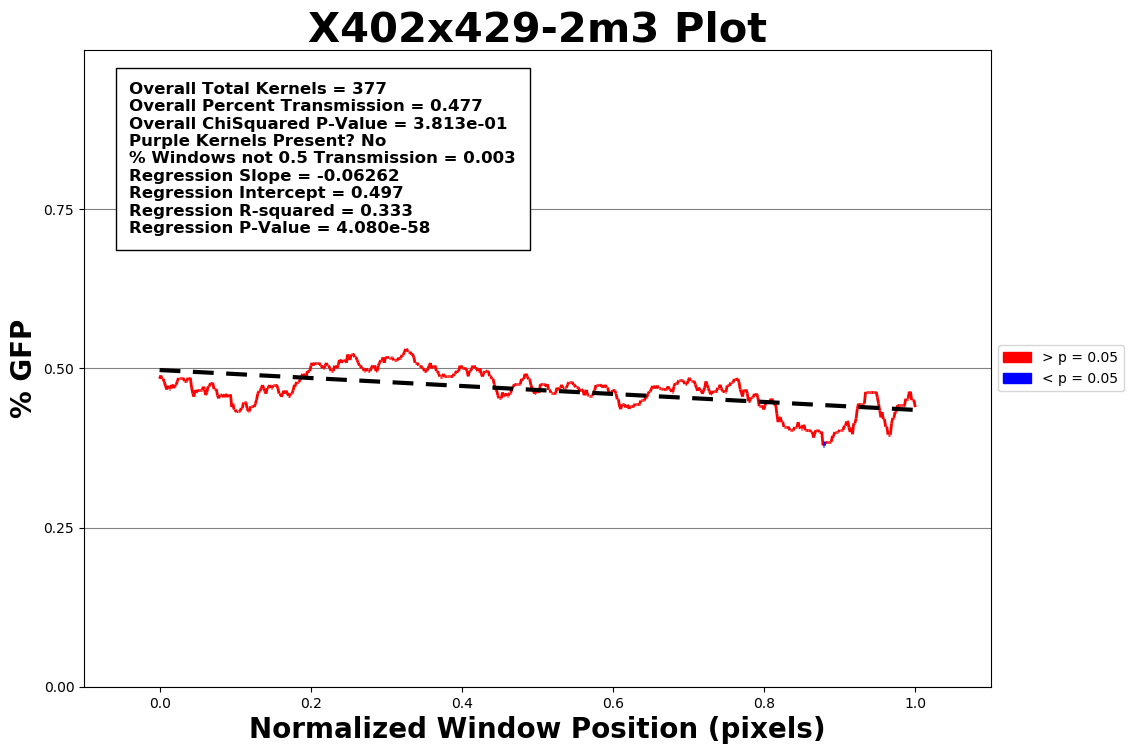 X402x429-2m3 Plot
Overall Total Kernels = 377
Overall Percent Transmission = 0.477
Overall ChiSquared P-Value = 3.813e-01
Purple Kernels Present? No
% Windows not 0.5 Transmission = 0.003
Regression Slope = -0.06262
Regression Intercept = 0.497
Regression R-squared = 0.333
Regression P-Value = 4.080e-58
0.75
0.50
0.25
0.00
% GFP
> p = 0.05
< p = 0.05
0.0 0.2 0.4 0.6 0.8 1.0
Normalized Window Position (pixels)